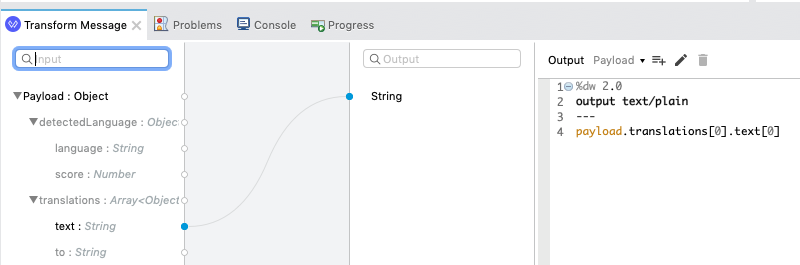 Transform Message
Problems
Console
Progress
Input
Payload : Object
detectedLanguage : Object
language : String
score : Number
translations : Array<Object
text : String
to : String
Output
String
Output Payload
1 %dw 2.0
2 output text/plain
3 ---
4 payload.translations[0].text[0]